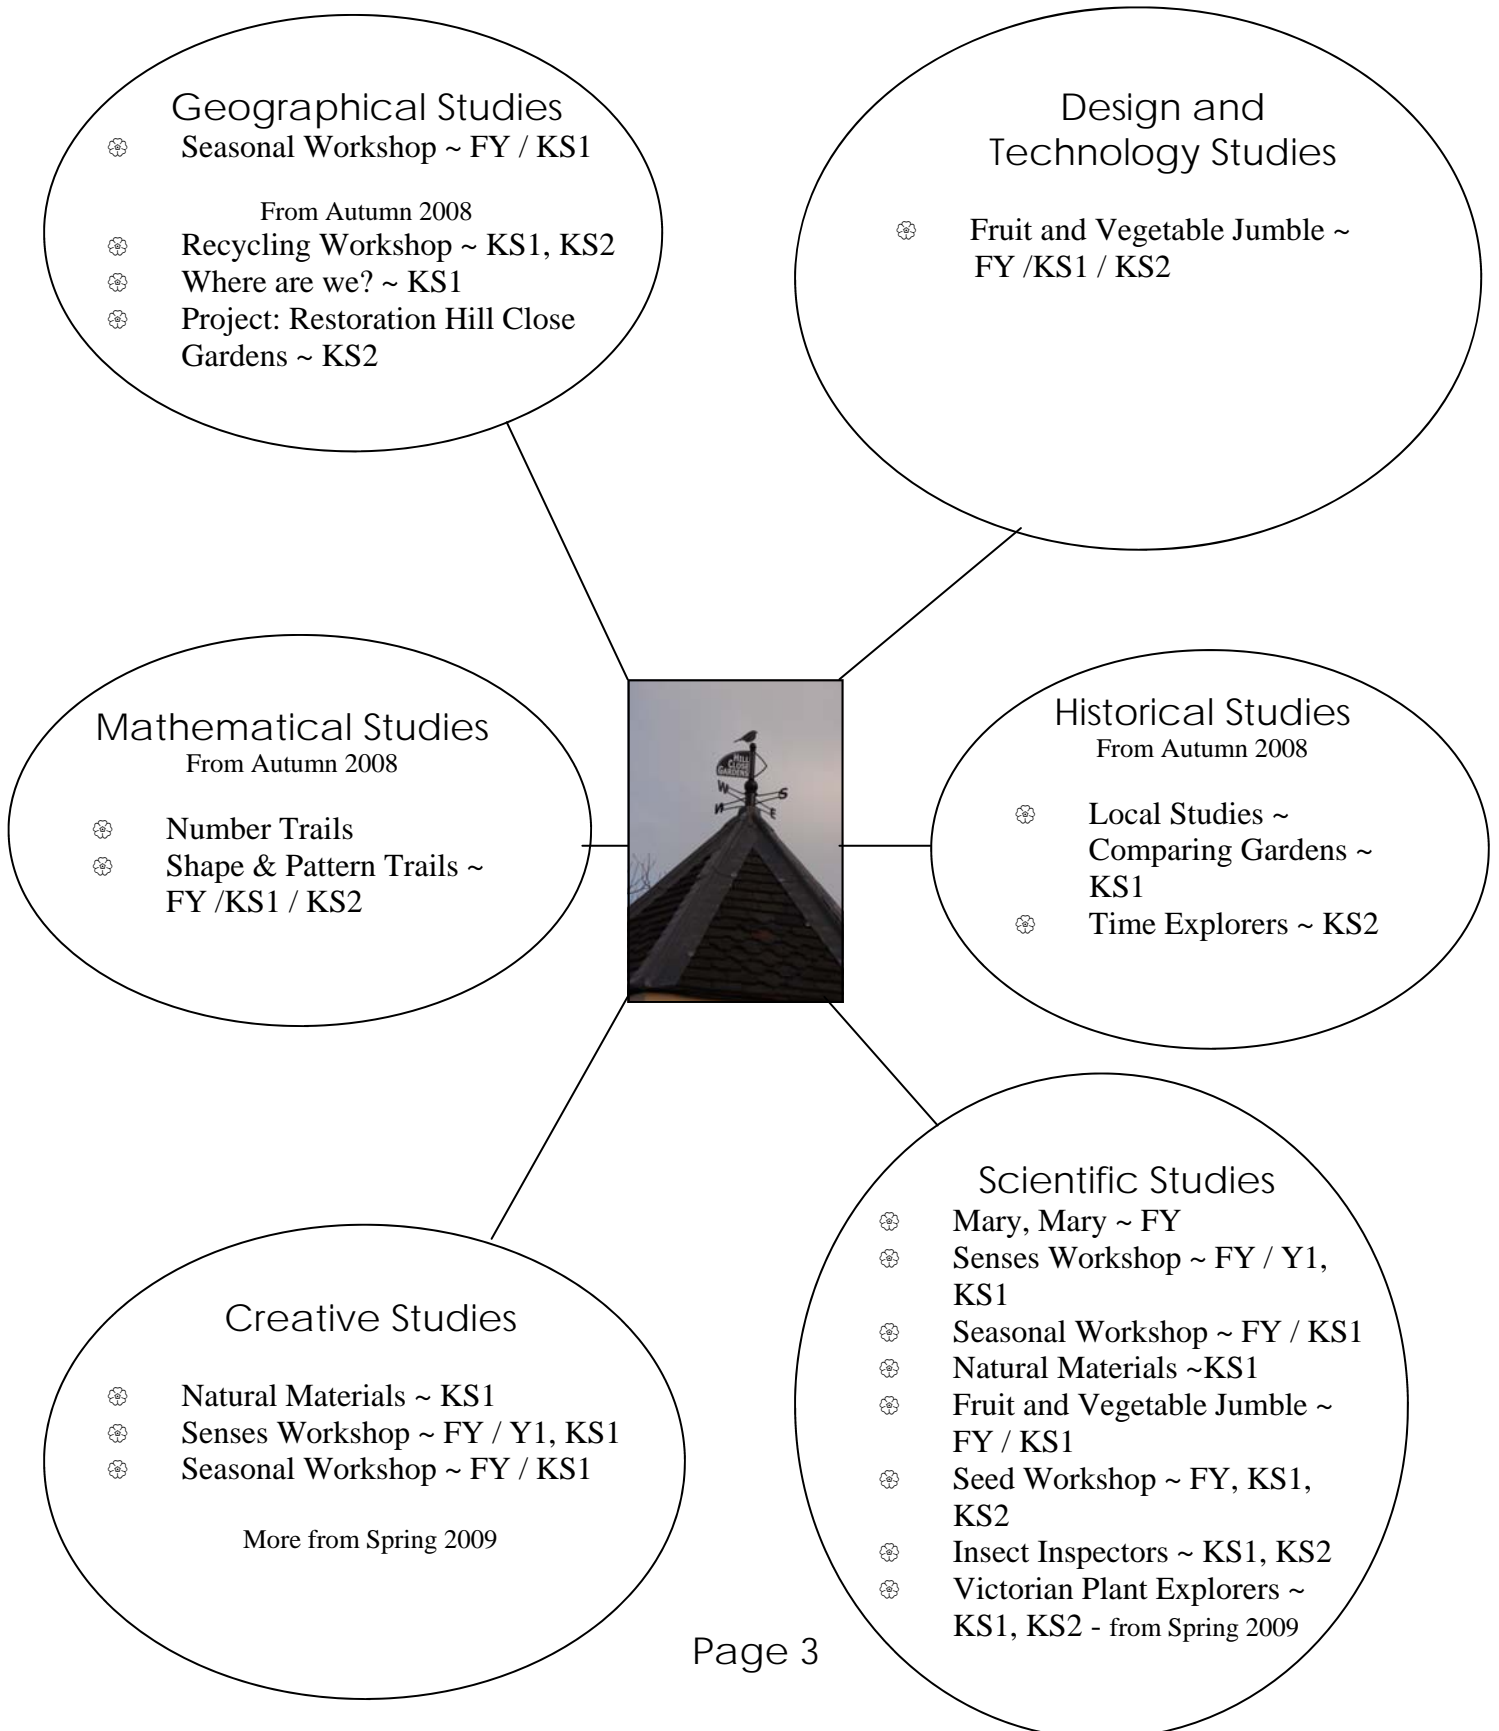 Geographical Studies
Seasonal Workshop ~ FY / KS1
From Autumn 2008
Recycling Workshop ~ KS1, KS2
Where are we? ~ KS1
Project: Restoration Hill Close
Gardens ~ KS2
Design and
Technology Studies
Fruit and Vegetable Jumble ~
FY /KS1 / KS2
Mathematical Studies
From Autumn 2008
Number Trails
Shape & Pattern Trails ~
FY /KS1 / KS2
HILL
CLOSE
GARDENS
W S
N E
Historical Studies
From Autumn 2008
Local Studies ~
Comparing Gardens ~
KS1
Time Explorers ~ KS2
Creative Studies
Natural Materials ~ KS1
Senses Workshop ~ FY / Y1, KS1
Seasonal Workshop ~ FY / KS1
More from Spring 2009
Scientific Studies
Mary, Mary ~ FY
Senses Workshop ~ FY / Y1,
KS1
Seasonal Workshop ~ FY / KS1
Natural Materials ~KS1
Fruit and Vegetable Jumble ~
FY / KS1
Seed Workshop ~ FY, KS1,
KS2
Insect Inspectors ~ KS1, KS2
Victorian Plant Explorers ~
KS1, KS2 - from Spring 2009
Page 3